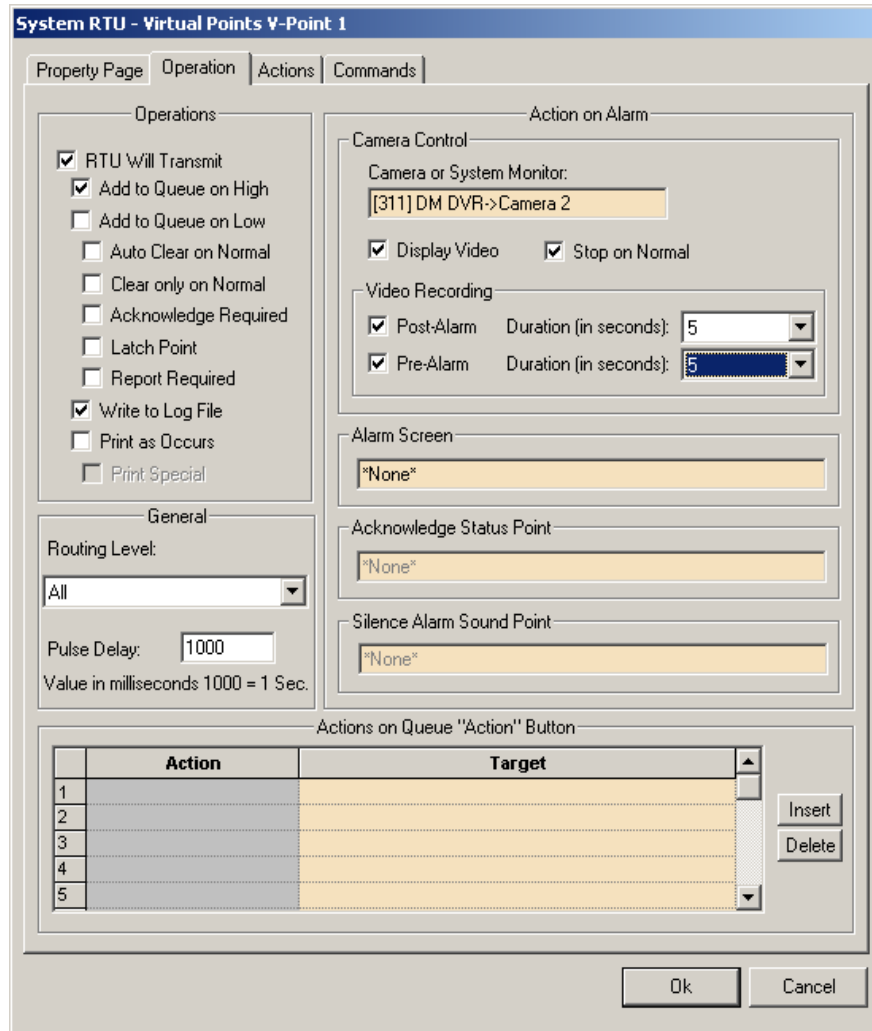 System RTU - Virtual Points V-Point 1
Property Page Operation Actions Commands
Operations
RTU Will Transmit
Add to Queue on High
Add to Queue on Low
Auto Clear on Normal
Clear only on Normal
Acknowledge Required
Latch Point
Report Required
Write to Log File
Print as Occurs
Print Special
General
Routing Level:
All
Pulse Delay: 1000
Value in milliseconds 1000 = 1 Sec.
Action on Alarm
Camera Control
Camera or System Monitor:
[311] DM DVR->Camera 2
Display Video Stop on Normal
Video Recording
Post-Alarm Duration (in seconds): 5
Pre-Alarm Duration (in seconds): 5
Alarm Screen
*None*
Acknowledge Status Point
*None*
Silence Alarm Sound Point
*None*
Actions on Queue "Action" Button
Action Target
1
2
3
4
5
Insert
Delete
Ok Cancel